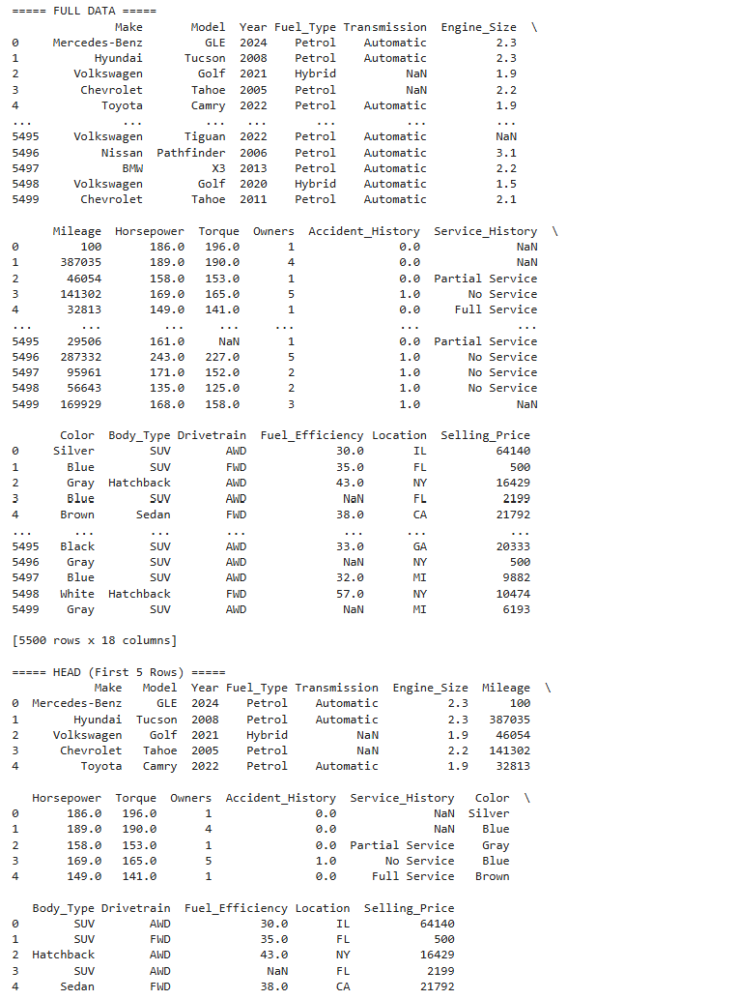 ===== FULL DATA =====
               Make       Model  Year Fuel_Type Transmission  Engine_Size  \
0     Mercedes-Benz         GLE  2024    Petrol    Automatic          2.3
1           Hyundai      Tucson  2008    Petrol    Automatic          2.3
2        Volkswagen        Golf  2021    Hybrid          NaN          1.9
3         Chevrolet       Tahoe  2005    Petrol          NaN          2.2
4            Toyota       Camry  2022    Petrol    Automatic          1.9
...             ...         ...   ...       ...          ...          ...
5495     Volkswagen      Tiguan  2022    Petrol    Automatic          NaN
5496         Nissan  Pathfinder  2006    Petrol    Automatic          3.1
5497            BMW          X3  2013    Petrol    Automatic          2.2
5498     Volkswagen        Golf  2020    Hybrid    Automatic          1.5
5499      Chevrolet       Tahoe  2011    Petrol    Automatic          2.1
      Mileage  Horsepower  Torque  Owners  Accident_History  Service_History  \
0         100       186.0   196.0       1               0.0              NaN
1      387035       189.0   190.0       4               0.0              NaN
2       46054       158.0   153.0       1               0.0  Partial Service
3      141302       169.0   165.0       5               1.0       No Service
4       32813       149.0   141.0       1               0.0     Full Service
...       ...         ...     ...     ...               ...              ...
5495    29506       161.0     NaN       1               0.0  Partial Service
5496   287332       243.0   227.0       5               1.0       No Service
5497    95961       171.0   152.0       2               1.0       No Service
5498    56643       135.0   125.0       2               1.0       No Service
5499   169929       168.0   158.0       3               1.0              NaN
       Color  Body_Type Drivetrain  Fuel_Efficiency Location  Selling_Price
0     Silver        SUV        AWD             30.0       IL          64140
1       Blue        SUV        FWD             35.0       FL            500
2       Gray  Hatchback        AWD             43.0       NY          16429
3       Blue        SUV        AWD              NaN       FL           2199
4      Brown      Sedan        FWD             38.0       CA          21792
...      ...        ...        ...              ...      ...            ...
5495   Black        SUV        AWD             33.0       GA          20333
5496    Gray        SUV        AWD              NaN       NY            500
5497    Blue        SUV        AWD             32.0       MI           9882
5498   White  Hatchback        FWD             57.0       NY          10474
5499    Gray        SUV        AWD              NaN       MI           6193
[5500 rows x 18 columns]
===== HEAD (First 5 Rows) =====
            Make   Model  Year Fuel_Type Transmission  Engine_Size  Mileage  \
0  Mercedes-Benz     GLE  2024    Petrol    Automatic          2.3      100
1        Hyundai  Tucson  2008    Petrol    Automatic          2.3   387035
2     Volkswagen    Golf  2021    Hybrid          NaN          1.9    46054
3      Chevrolet   Tahoe  2005    Petrol          NaN          2.2   141302
4         Toyota   Camry  2022    Petrol    Automatic          1.9    32813
   Horsepower  Torque  Owners  Accident_History  Service_History   Color  \
0       186.0   196.0       1               0.0              NaN  Silver
1       189.0   190.0       4               0.0              NaN    Blue
2       158.0   153.0       1               0.0  Partial Service    Gray
3       169.0   165.0       5               1.0       No Service    Blue
4       149.0   141.0       1               0.0     Full Service   Brown
   Body_Type Drivetrain  Fuel_Efficiency Location  Selling_Price
0        SUV        AWD             30.0       IL          64140
1        SUV        FWD             35.0       FL            500
2  Hatchback        AWD             43.0       NY          16429
3        SUV        AWD              NaN       FL           2199
4      Sedan        FWD             38.0       CA          21792